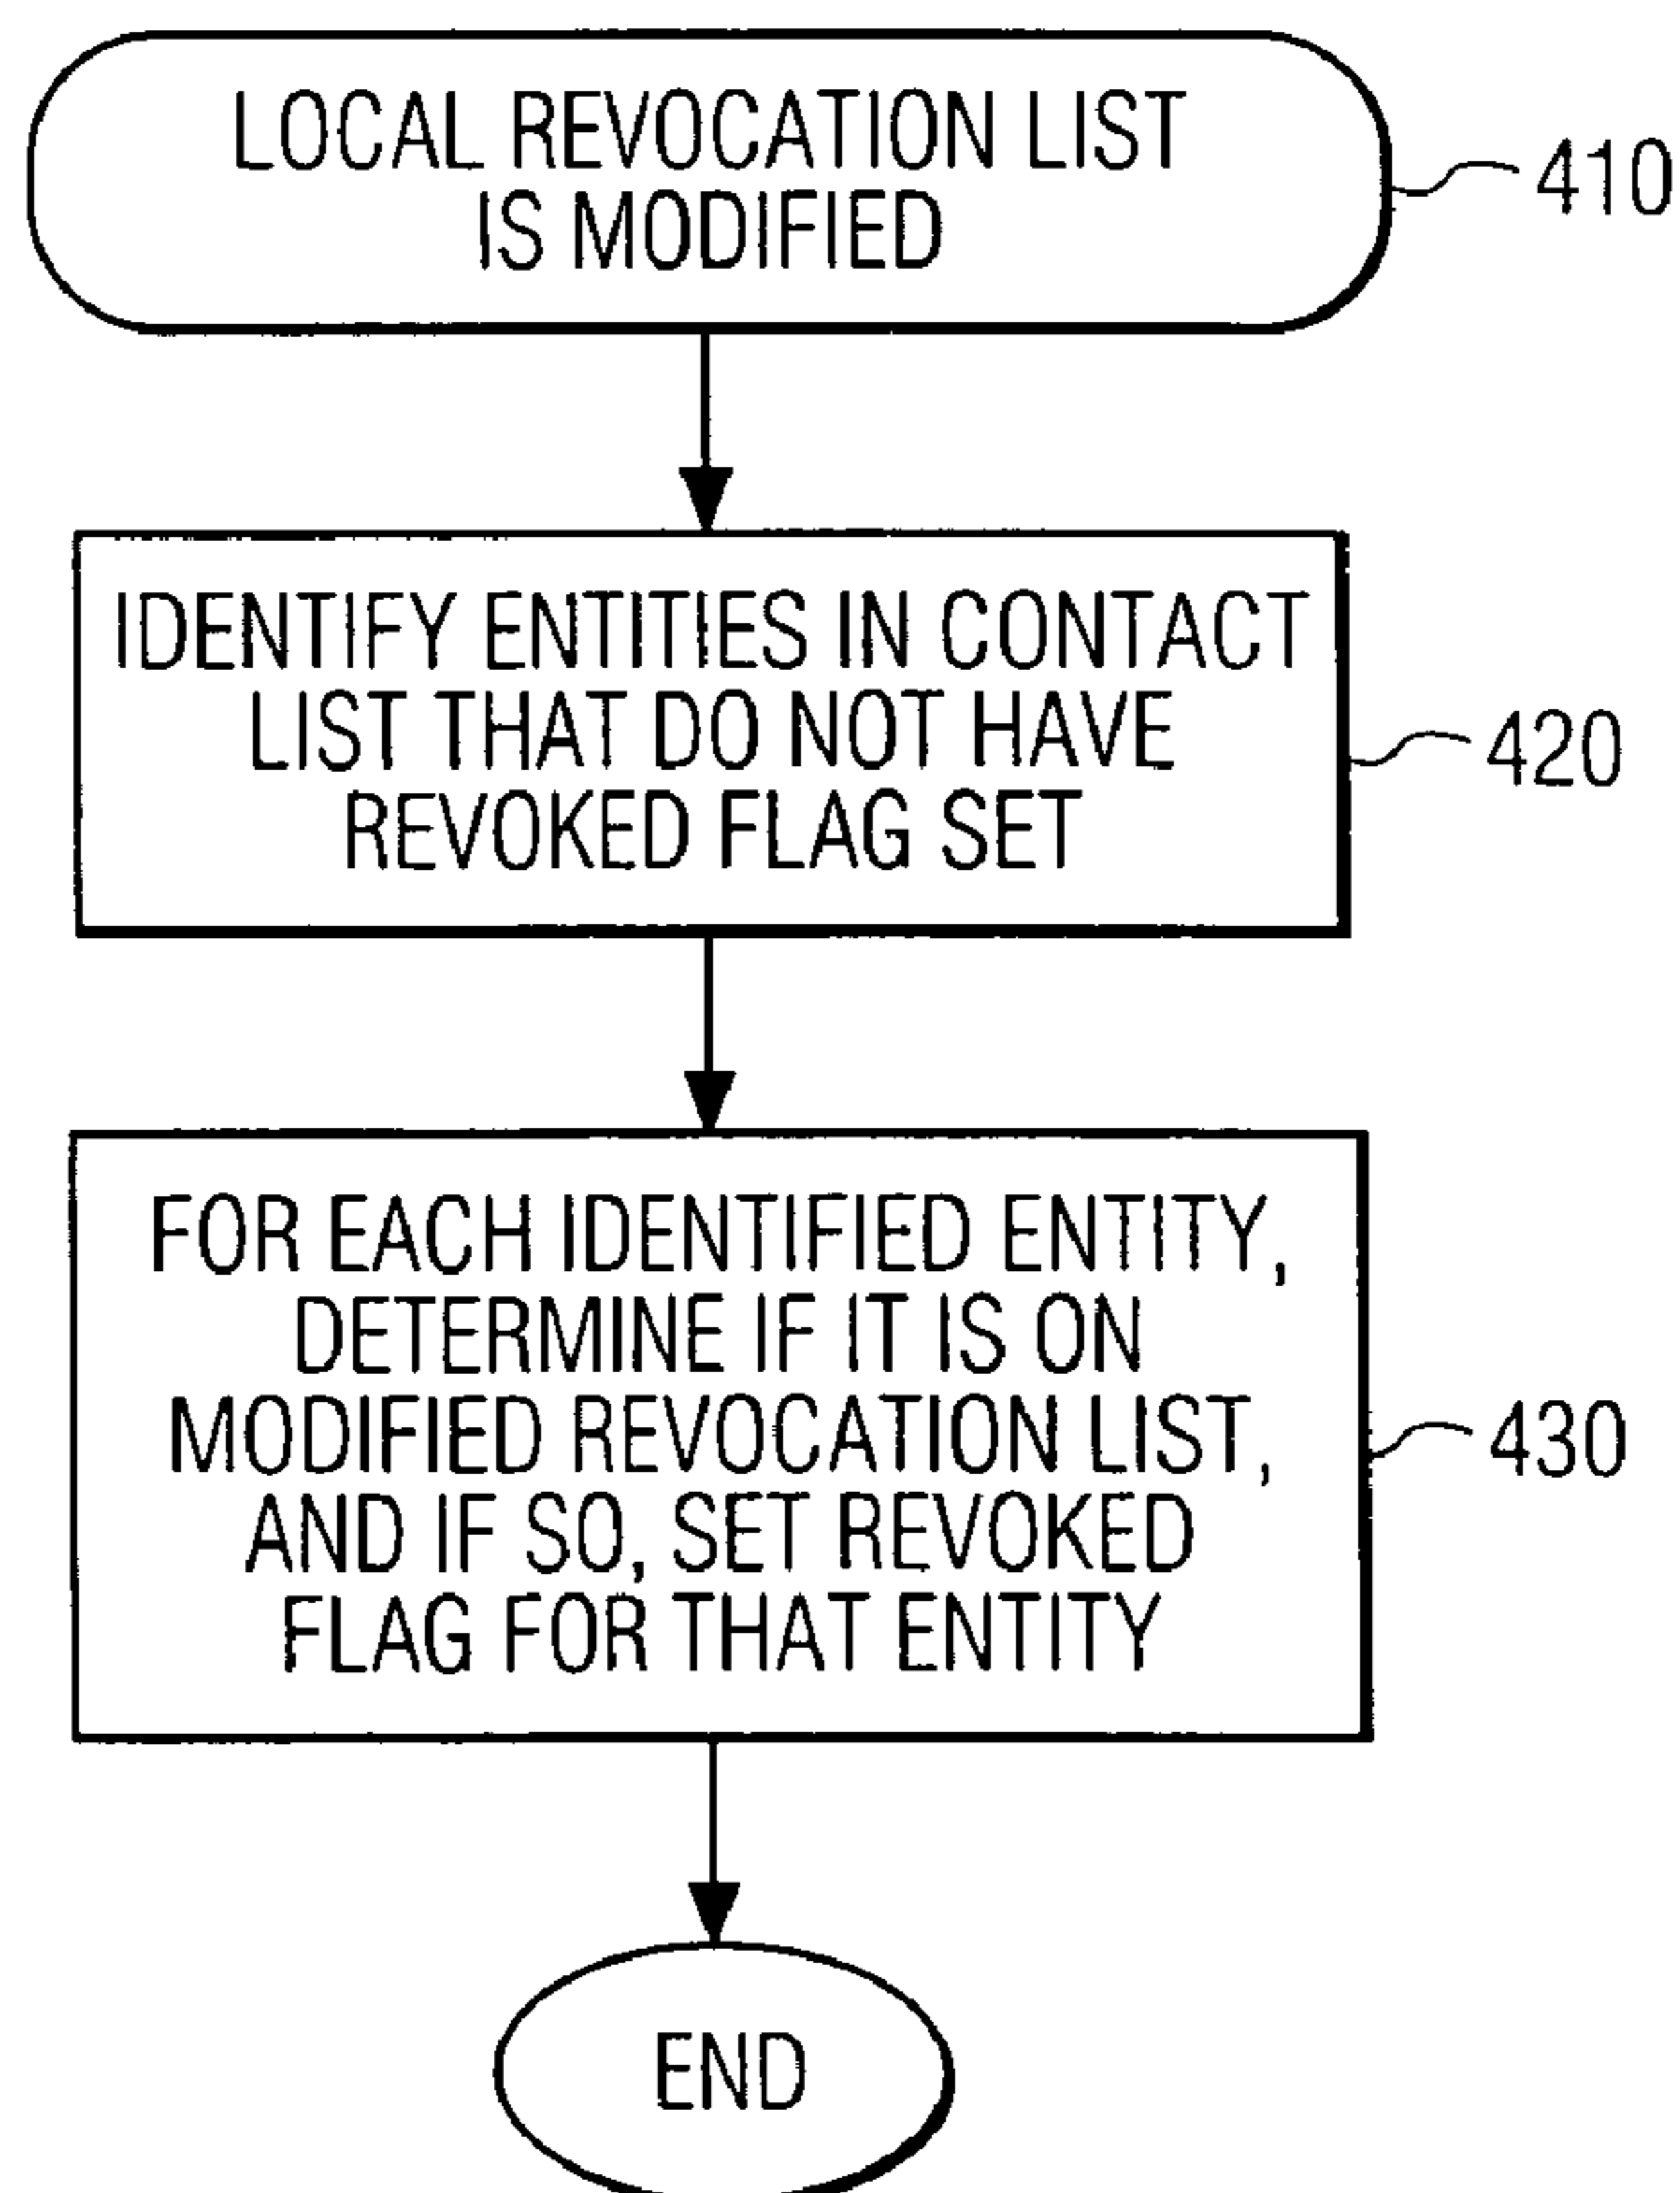 LOCAL REVOCATION LIST
IS MODIFIED
410
IDENTIFY ENTITIES IN CONTACT
LIST THAT DO NOT HAVE
REVOKED FLAG SET
420
FOR EACH IDENTIFIED ENTITY,
DETERMINE IF IT IS ON
MODIFIED REVOCATION LIST,
AND IF SO, SET REVOKED
FLAG FOR THAT ENTITY
430
END